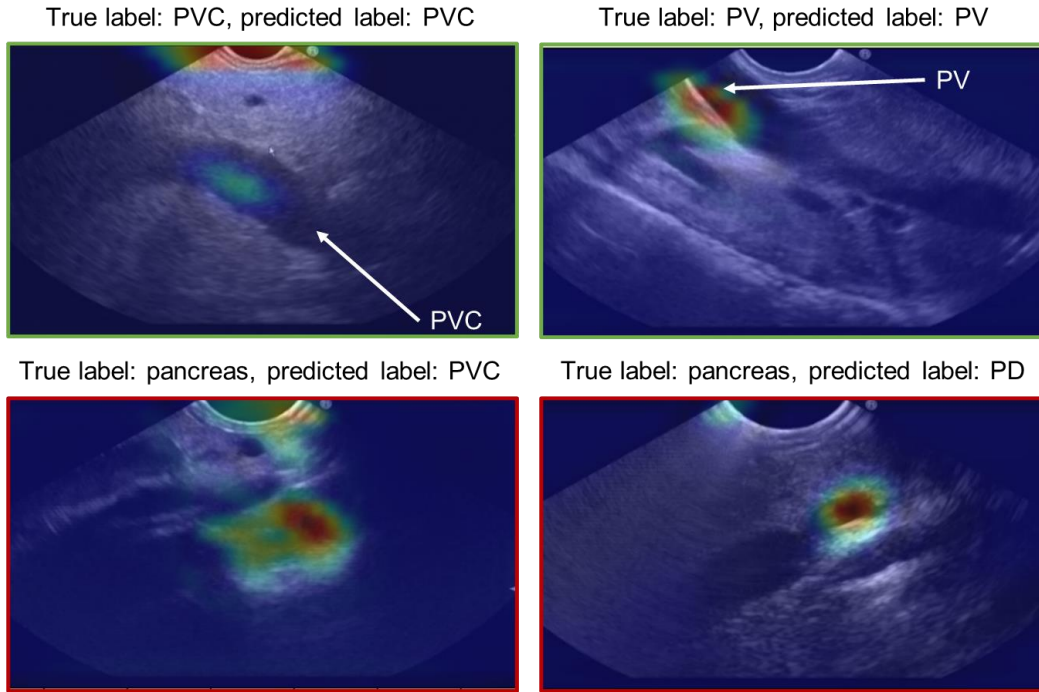 True label: PVC, predicted label: PVC
True label: PV, predicted label: PV
PV
PVC
True label: pancreas, predicted label: PVC
True label: pancreas, predicted label: PD